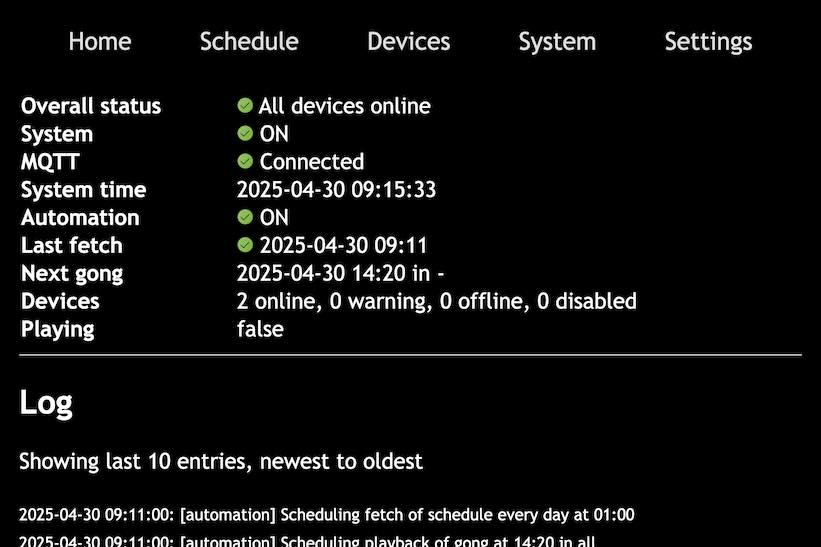 Home Schedule Devices System Settings
Overall status All devices online
System ON
MQTT Connected
System time 2025-04-30 09:15:33
Automation ON
Last fetch 2025-04-30 09:11
Next gong 2025-04-30 14:20 in -
Devices 2 online, 0 warning, 0 offline, 0 disabled
Playing false
Log
Showing last 10 entries, newest to oldest
2025-04-30 09:11:00: [automation] Scheduling fetch of schedule every day at 01:00
2025-04-30 09:11:00: [automation] Scheduling playback of gong at 14:20 in all